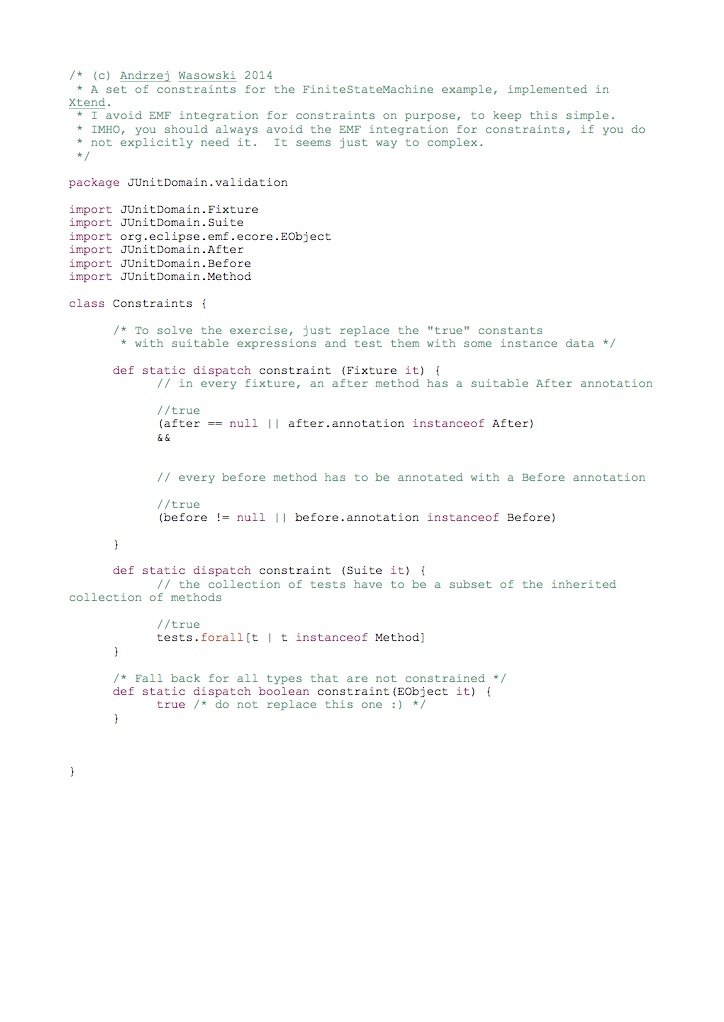 /* (c) Andrzej Wasowski 2014
 * A set of constraints for the FiniteStateMachine example, implemented in
Xtend.
 * I avoid EMF integration for constraints on purpose, to keep this simple.
 * IMHO, you should always avoid the EMF integration for constraints, if you do
 * not explicitly need it.  It seems just way to complex.
 */
package JUnitDomain.validation
import JUnitDomain.Fixture
import JUnitDomain.Suite
import org.eclipse.emf.ecore.EObject
import JUnitDomain.After
import JUnitDomain.Before
import JUnitDomain.Method
class Constraints {
/* To solve the exercise, just replace the "true" constants
 * with suitable expressions and test them with some instance data */
def static dispatch constraint (Fixture it) {
// in every fixture, an after method has a suitable After annotation
//true
(after == null || after.annotation instanceof After)
&&
// every before method has to be annotated with a Before annotation
//true
(before != null || before.annotation instanceof Before)
}
def static dispatch constraint (Suite it) {
// the collection of tests have to be a subset of the inherited
collection of methods
//true
tests.forall[t | t instanceof Method]
}
/* Fall back for all types that are not constrained */
def static dispatch boolean constraint(EObject it) {
true /* do not replace this one :) */
}
}